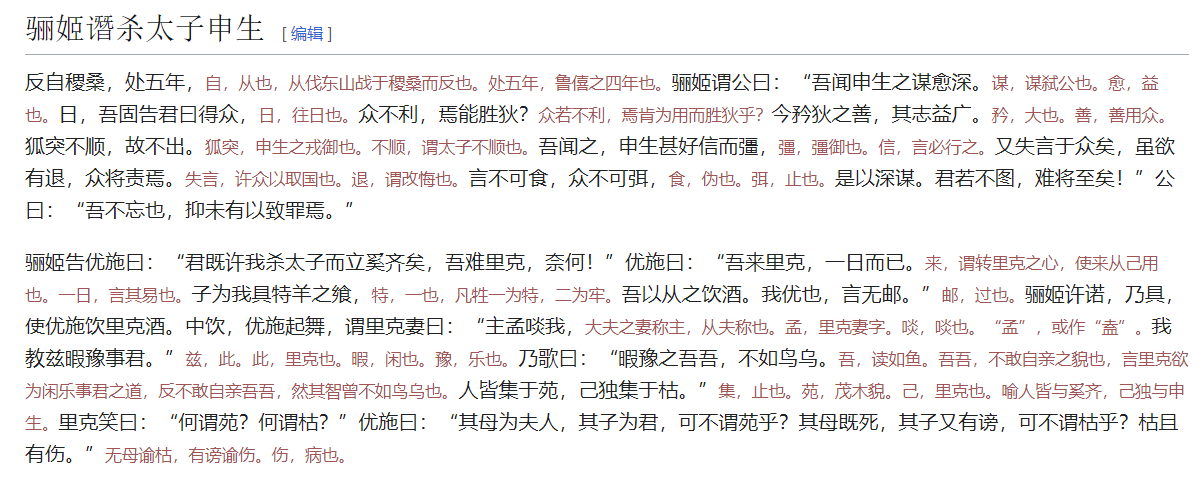 骊姬谮杀太子申生 [ 编辑 ]
反自稷桑，处五年，自，从也，从伐东山战于稷桑而反也。处五年，鲁僖之四年也。骊姬谓公曰：“吾闻申生之谋愈深。谋，谋弑公也。愈，益
也。日，吾固告君曰得众，日，往日也。众不利，焉能胜狄？众若不利，焉肯为用而胜狄乎？今矜狄之善，其志益广。矜，大也。善，善用众。
狐突不顺，故不出。狐突，申生之戎御也。不顺，谓太子不顺也。吾闻之，申生甚好信而彊，彊，彊御也。信，言必行之。又失言于众矣，虽欲
有退，众将责焉。失言，许众以取国也。退，谓改悔也。言不可食，众不可弭，食，伪也。弭，止也。是以深谋。君若不图，难将至矣！”公
曰：“吾不忘也，抑未有以致罪焉。”
骊姬告优施曰：“君既许我杀太子而立奚齐矣，吾难里克，奈何！”优施曰：“吾来里克，一日而已。来，谓转里克之心，使来从己用
也。一日，言其易也。子为我具特羊之飨，特，一也，凡牲一为特，二为牢。吾以从之饮酒。我优也，言无邮。”邮，过也。骊姬许诺，乃具，
使优施饮里克酒。中饮，优施起舞，谓里克妻曰：“主孟啖我，大夫之妻称主，从夫称也。孟，里克妻字。啖，啖也。“孟”，或作“盍”。我
教兹暇豫事君。”兹，此。此，里克也。暇，闲也。豫，乐也。乃歌曰：“暇豫之吾吾，不如鸟乌。吾，读如鱼。吾吾，不敢自亲之貌也，言里克欲
为闲乐事君之道，反不敢自亲吾吾，然其智曾不如鸟乌也。人皆集于苑，己独集于枯。”集，止也。苑，茂木貌。己，里克也。喻人皆与奚齐，己独与申
生。里克笑曰：“何谓苑？何谓枯？”优施曰：“其母为夫人，其子为君，可不谓苑乎？其母既死，其子又有谤，可不谓枯乎？枯且
有伤。”无母谕枯，有谤谕伤。伤，病也。